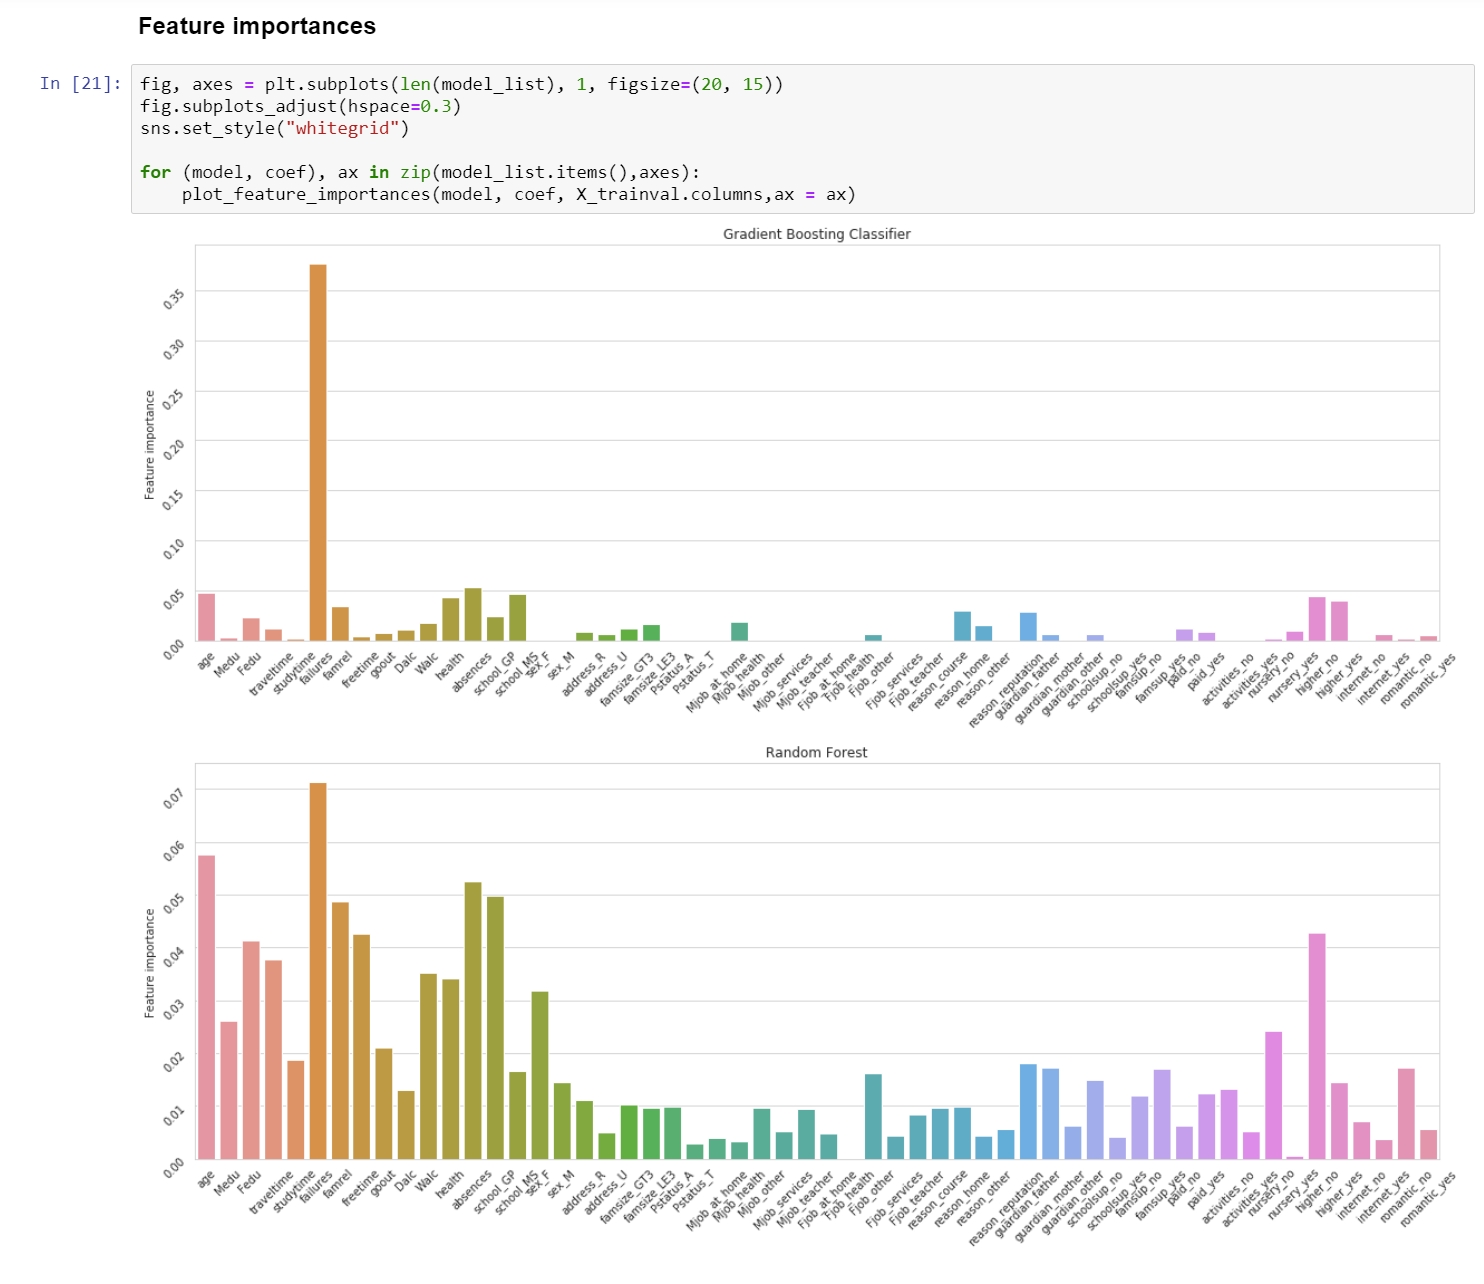 Feature importances
In [21]:
fig, axes = plt.subplots(len(model_list), 1, figsize=(20, 15))
fig.subplots_adjust(hspace=0.3)
sns.set_style("whitegrid")
for (model, coef), ax in zip(model_list.items(),axes):
plot_feature_importances(model, coef, X_trainval.columns,ax = ax)
Gradient Boosting Classifier
Feature importance
0.35
0.30
0.25
0.20
0.15
0.10
0.05
0.00
age
Medu
Fedu
traveltime
studytime
failures
famrel
freetime
goout
Dalc
Walc
health
absences
school_GP
school_MS
sex_F
sex_M
address_R
address_U
famsize_GT3
famsize_LE3
Pstatus_A
Pstatus_T
Mjob_at_home
Mjob_health
Mjob_other
Mjob_services
Mjob_teacher
Fjob_at_home
Fjob_health
Fjob_other
Fjob_services
Fjob_teacher
reason_course
reason_home
reason_other
reason_reputation
guardian_father
guardian_mother
guardian_other
schoolsup_no
schoolsup_yes
famsup_no
famsup_yes
paid_no
paid_yes
activities_no
activities_yes
nursery_no
nursery_yes
higher_no
higher_yes
internet_no
internet_yes
romantic_no
romantic_yes
Random Forest
Feature importance
0.07
0.06
0.05
0.04
0.03
0.02
0.01
0.00
age
Medu
Fedu
traveltime
studytime
failures
famrel
freetime
goout
Dalc
Walc
health
absences
school_GP
school_MS
sex_F
sex_M
address_R
address_U
famsize_GT3
famsize_LE3
Pstatus_A
Pstatus_T
Mjob_at_home
Mjob_health
Mjob_other
Mjob_services
Mjob_teacher
Fjob_at_home
Fjob_health
Fjob_other
Fjob_services
Fjob_teacher
reason_course
reason_home
reason_other
reason_reputation
guardian_father
guardian_mother
guardian_other
schoolsup_no
schoolsup_yes
famsup_no
famsup_yes
paid_no
paid_yes
activities_no
activities_yes
nursery_no
nursery_yes
higher_no
higher_yes
internet_no
internet_yes
romantic_no
romantic_yes